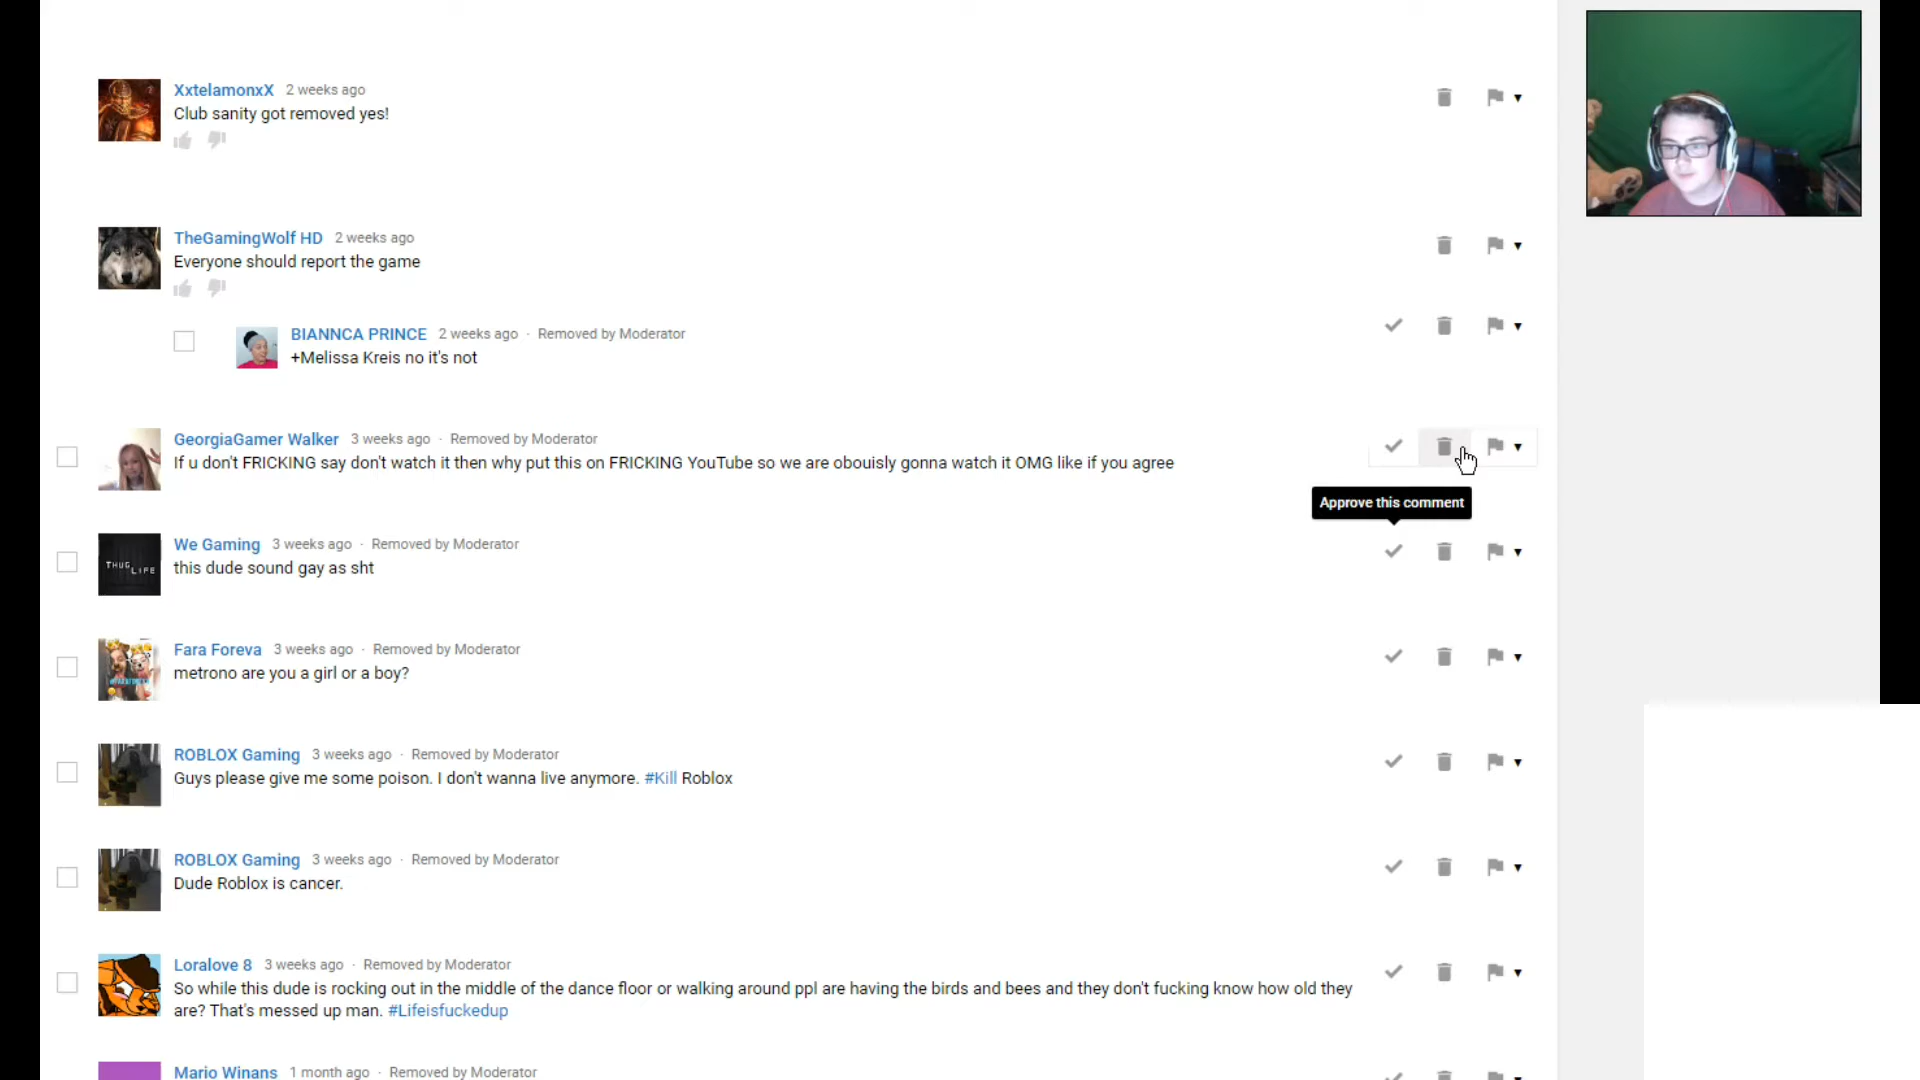 XxtelamonxX 2 weeks ago
Club sanity got removed yes!
TheGamingWolf HD 2 weeks ago
Everyone should report the game
BIANNCA PRINCE 2 weeks ago · Removed by Moderator
+Melissa Kreis no it's not
GeorgiaGamer Walker 3 weeks ago · Removed by Moderator
If u don't FRICKING say don't watch it then why put this on FRICKING YouTube so we are obouisly gonna watch it OMG like if you agree
Approve this comment
We Gaming 3 weeks ago · Removed by Moderator
this dude sound gay as sht
THUG LIFE
Fara Foreva 3 weeks ago · Removed by Moderator
metrono are you a girl or a boy?
ROBLOX Gaming 3 weeks ago · Removed by Moderator
Guys please give me some poison. I don't wanna live anymore. #Kill Roblox
ROBLOX Gaming 3 weeks ago · Removed by Moderator
Dude Roblox is cancer.
Loralove 8 3 weeks ago · Removed by Moderator
So while this dude is rocking out in the middle of the dance floor or walking around ppl are having the birds and bees and they don't fucking know how old they
are? That's messed up man. #Lifeisfuckedup
Mario Winans 1 month ago · Removed by Moderator